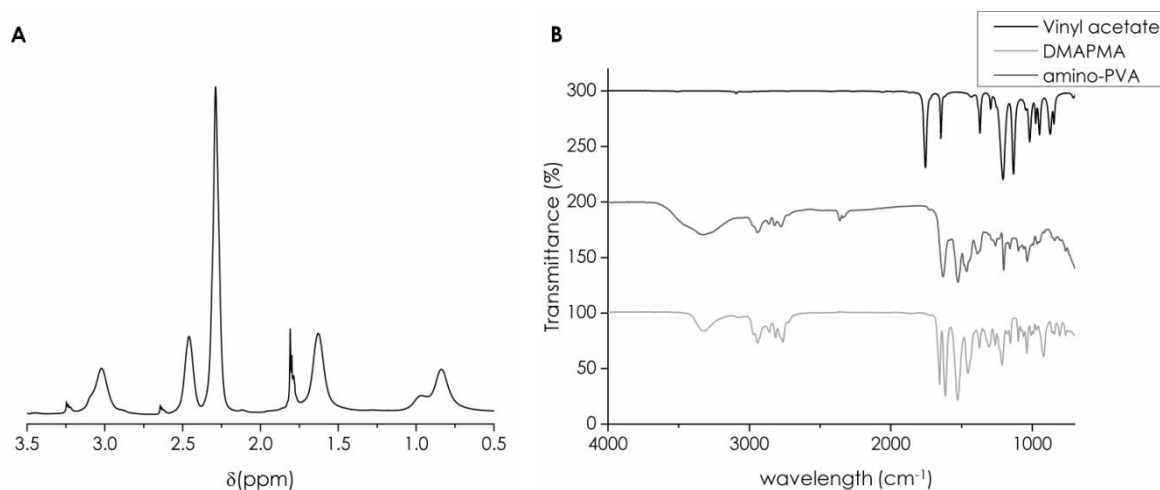 A
3.5 3.0 2.5 2.0 1.5 1.0 0.5
δ(ppm)
B
Vinyl acetate
DMAPMA
amino-PVA
300
250
200
150
100
50
0
Transmittance (%)
4000 3000 2000 1000
wavelength (cm-1)